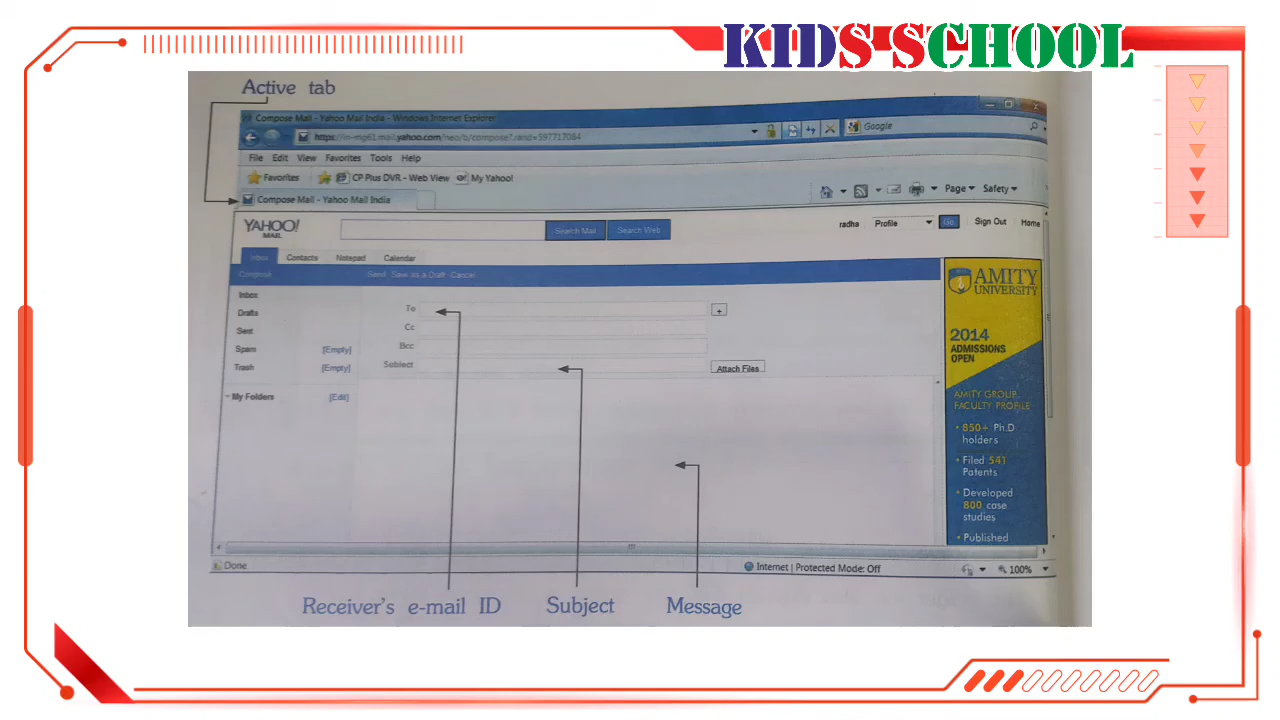 KIDS SCHOOL
Active tab
Compose Mail - Yahoo Mail India - Windows Internet Explorer
https://in-mg61.mail.yahoo.com/neo/b/compose?.rand=597717084
Google
File Edit View Favorites Tools Help
Favorites CP Plus DVR - Web View My Yahoo!
Compose Mail - Yahoo Mail India
Page Safety
YAHOO!
MAIL
Search Mail Search Web
radha Profile Go Sign Out Home
Inbox Contacts Notepad Calendar
Compose Send Save as a Draft Cancel
Inbox
Drafts
Sent
Spam [Empty]
Trash [Empty]
My Folders [Edit]
To +
Cc
Bcc
Subject Attach Files
AMITY
UNIVERSITY
2014
ADMISSIONS
OPEN
AMITY GROUP
FACULTY PROFILE
• 850+ Ph.D
holders
• Filed 541
Patents
• Developed
800 case
studies
• Published
Done Internet | Protected Mode: Off 100%
Receiver's e-mail ID Subject Message